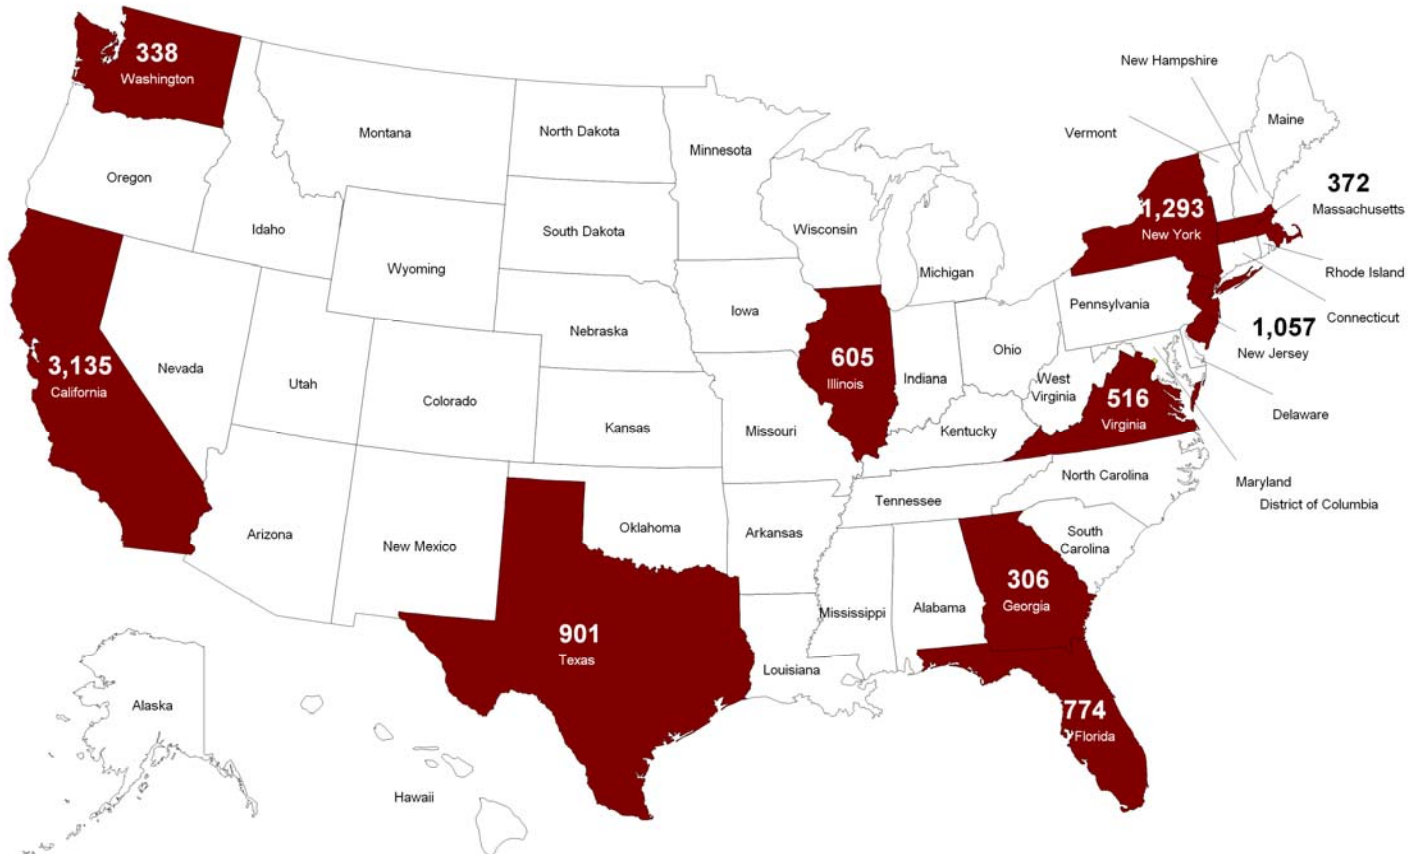 338
Washington
Montana
North Dakota
Minnesota
New Hampshire
Vermont
Maine
Oregon
Idaho
South Dakota
Wisconsin
Michigan
1,293
New York
372
Massachusetts
Wyoming
Rhode Island
Iowa
Nebraska
Pennsylvania
Connecticut
1,057
New Jersey
3,135
California
Nevada
Utah
Colorado
Kansas
Missouri
605
Illinois
Indiana
Ohio
West
Virginia
516
Virginia
Delaware
Kentucky
Maryland
District of Columbia
North Carolina
Tennessee
South
Carolina
Arizona
New Mexico
Oklahoma
Arkansas
306
Georgia
Mississippi
Alabama
901
Texas
Louisiana
774
Florida
Alaska
Hawaii